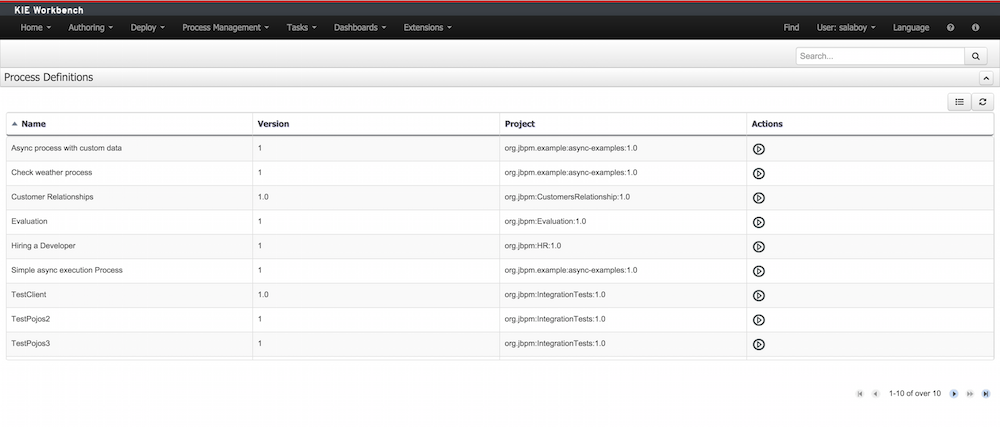 KIE Workbench
Home Authoring Deploy Process Management Tasks Dashboards Extensions Find User: salaboy Language
Search...
Process Definitions
Name Version Project Actions
Async process with custom data 1 org.jbpm.example:async-examples:1.0
Check weather process 1 org.jbpm.example:async-examples:1.0
Customer Relationships 1.0 org.jbpm:CustomersRelationship:1.0
Evaluation 1 org.jbpm:Evaluation:1.0
Hiring a Developer 1 org.jbpm:HR:1.0
Simple async execution Process 1 org.jbpm.example:async-examples:1.0
TestClient 1.0 org.jbpm:IntegrationTests:1.0
TestPojos2 1 org.jbpm:IntegrationTests:1.0
TestPojos3 1 org.jbpm:IntegrationTests:1.0
1-10 of over 10